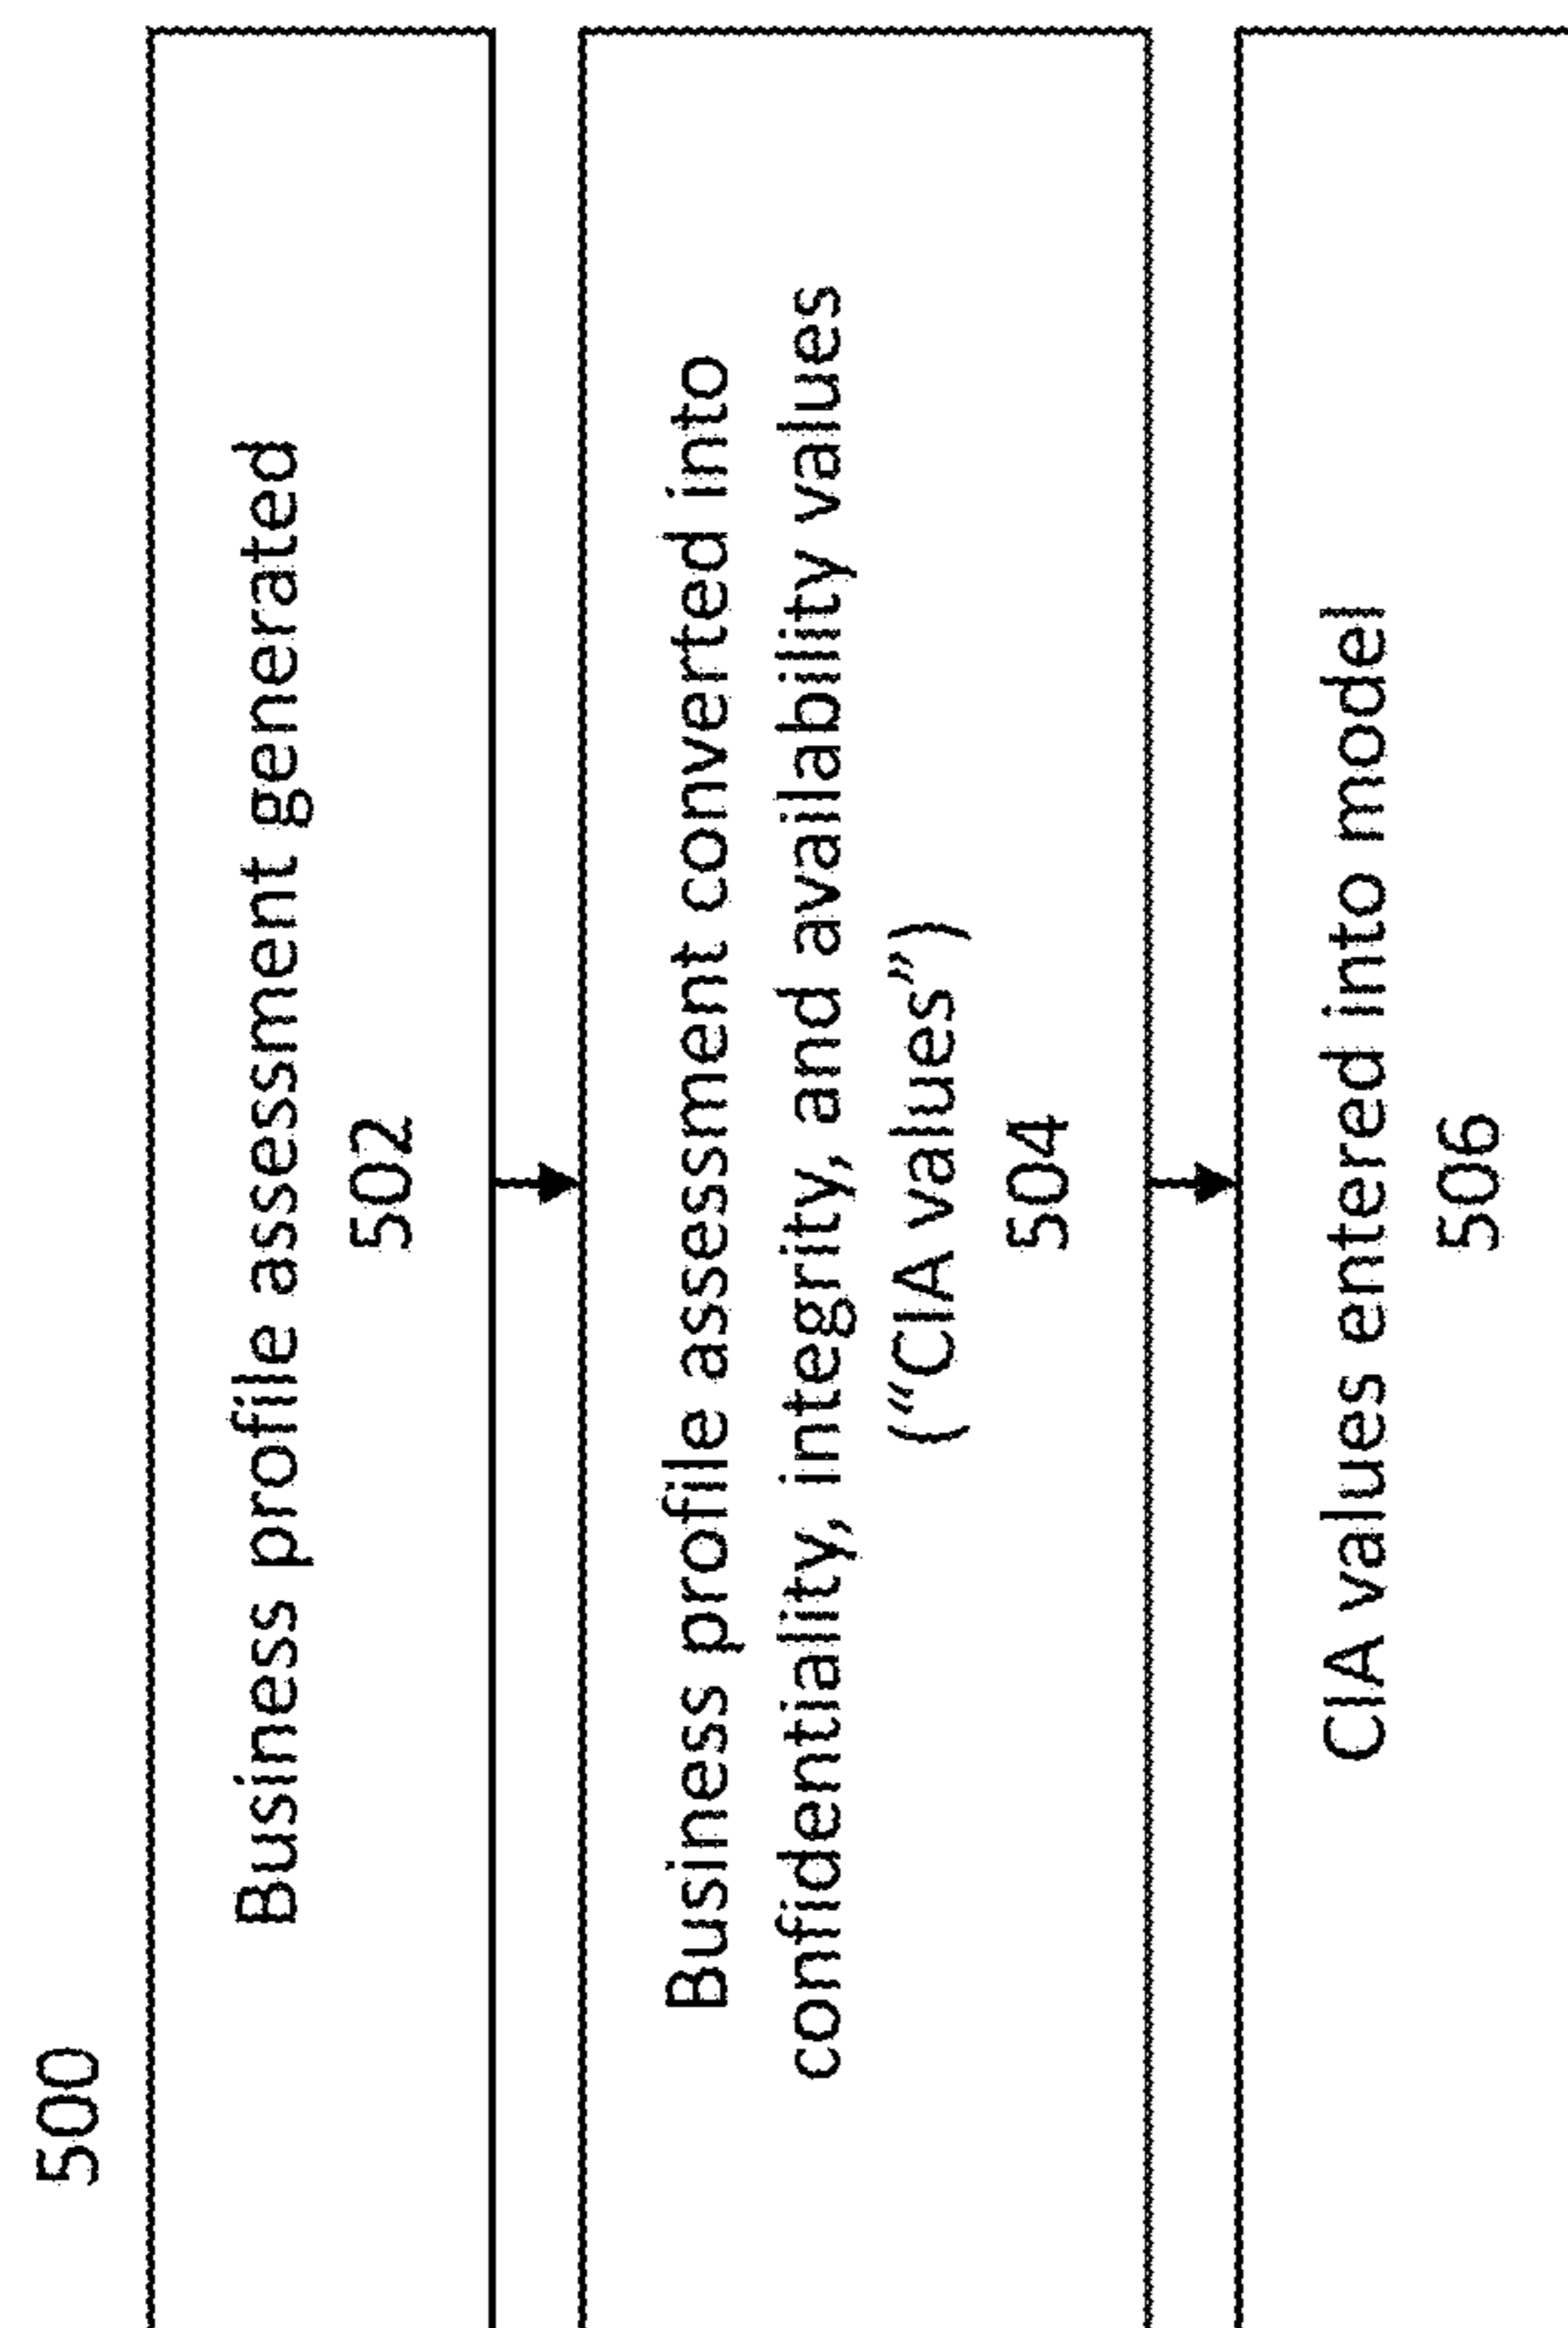 500
Business profile assessment generated
502
Business profile assessment converted into
confidentiality, integrity, and availability values
(“CIA values”)
504
CIA values entered into model
506